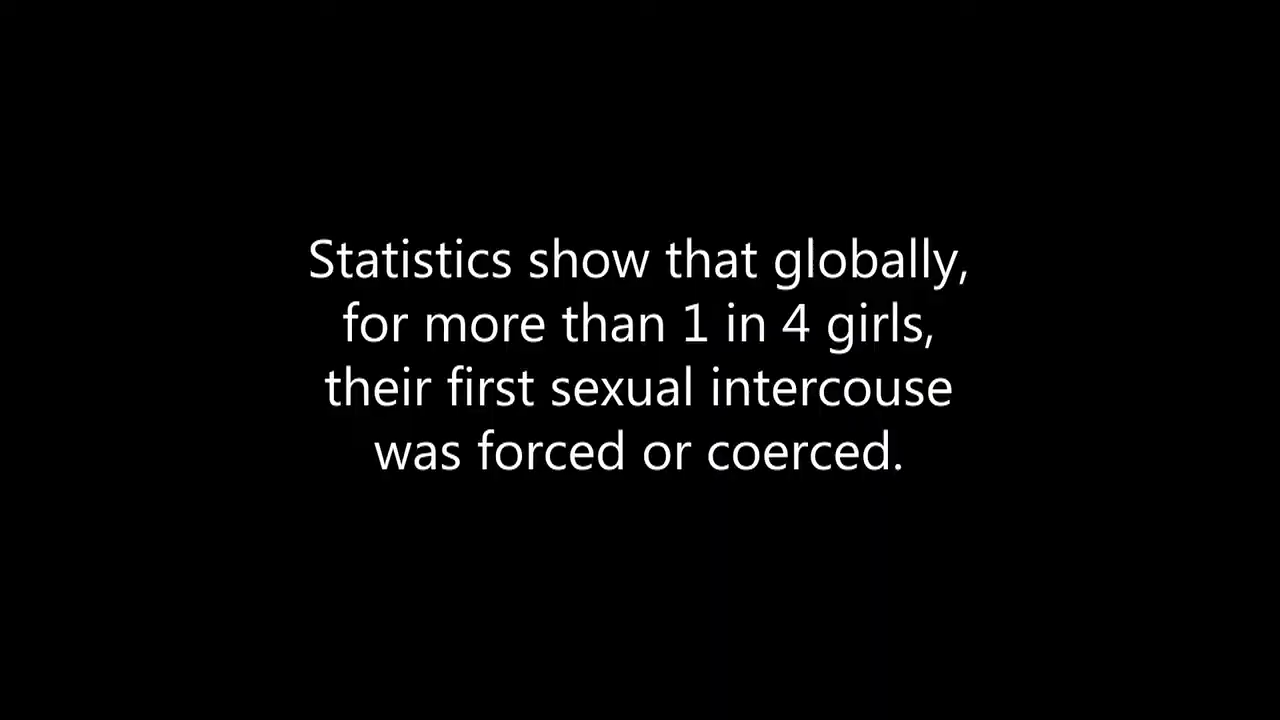 Statistics show that globally,
for more than 1 in 4 girls,
their first sexual intercouse
was forced or coerced.